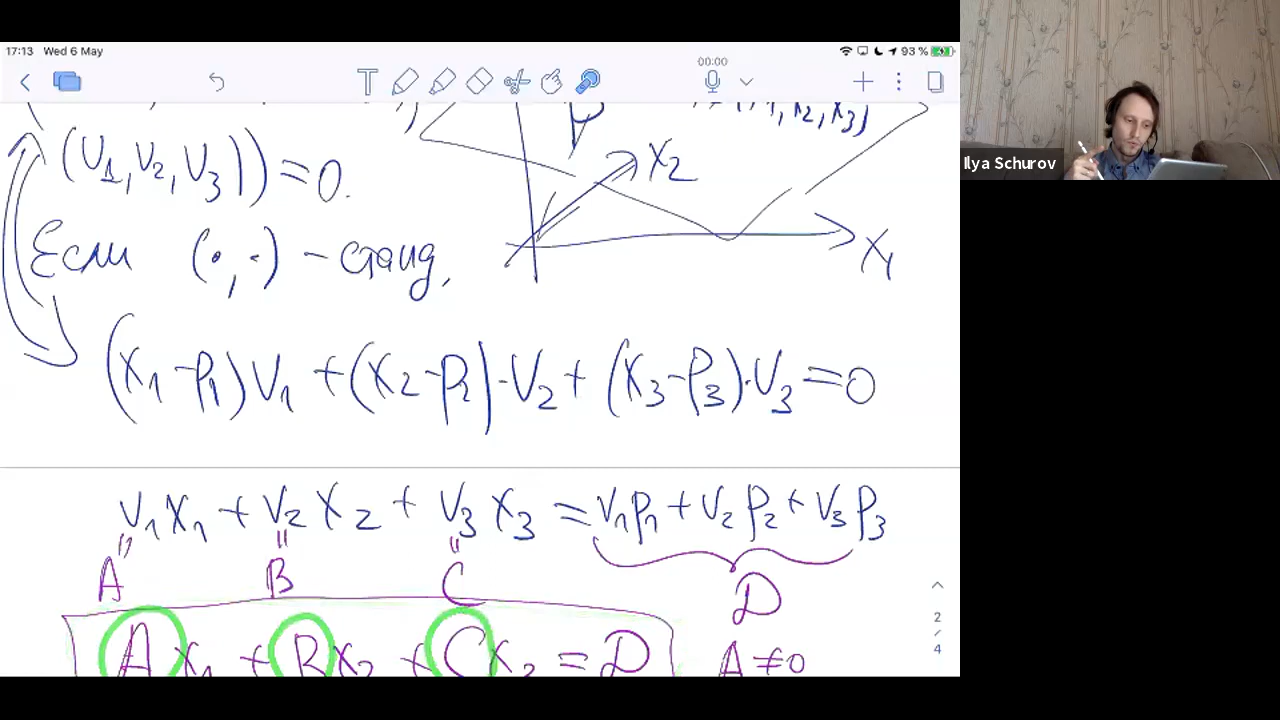 17:13 Wed 6 May 93 %
00:00
T
, x₂, x₃)
(V₁, V₂, V₃)) = 0.
x₂
Если (·, ·) – станд,
x₁
(x₁ – p₁)V₁ + (x₂ – p₂)·V₂ + (x₃ – p₃)·V₃ = 0
V₁x₁ + V₂x₂ + V₃x₃ = V₁p₁ + V₂p₂ + V₃p₃
A B C D
Ax₁ + Bx₂ + Cx₃ = D A ≠ 0
2
/
4
Ilya Schurov